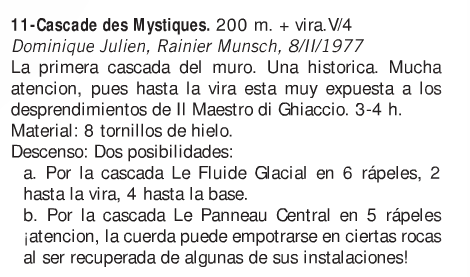 11-Cascade des Mystiques. 200 m. + vira.V/4
Dominique Julien, Rainier Munsch, 8/II/1977
La primera cascada del muro. Una historica. Mucha
atencion, pues hasta la vira esta muy expuesta a los
desprendimientos de Il Maestro di Ghiaccio. 3-4 h.
Material: 8 tornillos de hielo.
Descenso: Dos posibilidades:
a. Por la cascada Le Fluide Glacial en 6 rápeles, 2
hasta la vira, 4 hasta la base.
b. Por la cascada Le Panneau Central en 5 rápeles
¡atencion, la cuerda puede empotrarse en ciertas rocas
al ser recuperada de algunas de sus instalaciones!